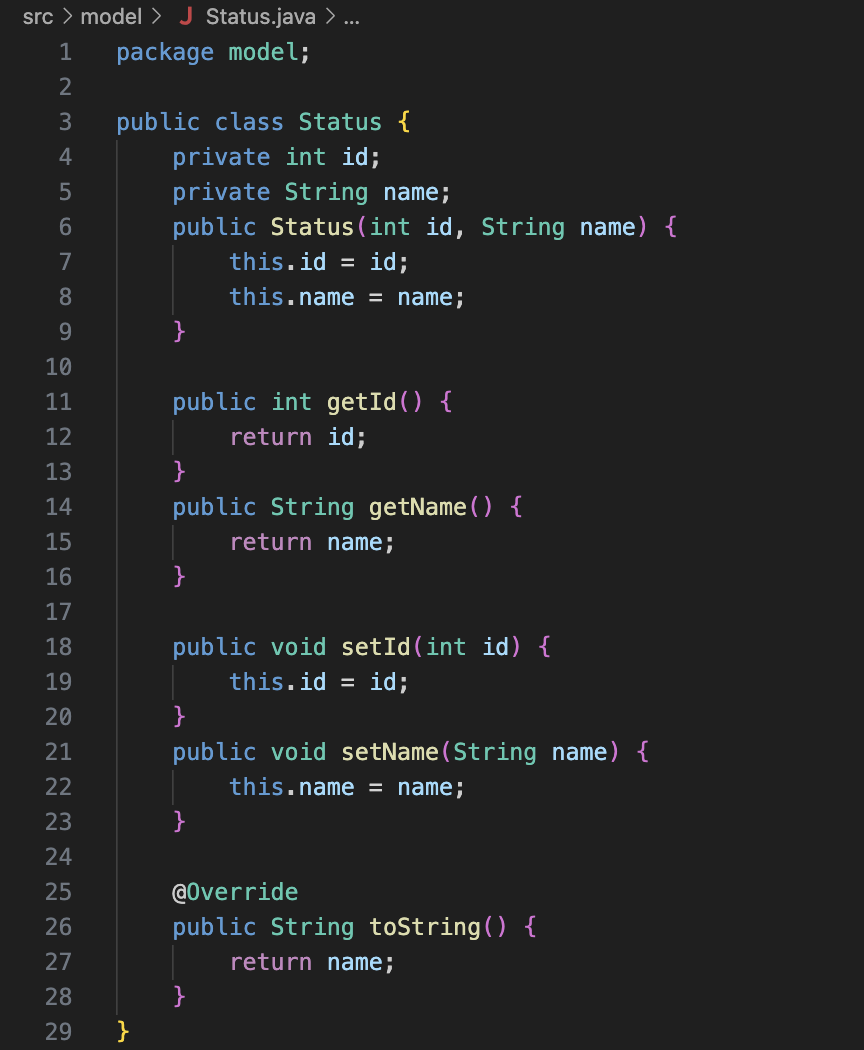 src > model > J Status.java > ...
1 package model;
2
3 public class Status {
4     private int id;
5     private String name;
6     public Status(int id, String name) {
7         this.id = id;
8         this.name = name;
9     }
10
11     public int getId() {
12         return id;
13     }
14     public String getName() {
15         return name;
16     }
17
18     public void setId(int id) {
19         this.id = id;
20     }
21     public void setName(String name) {
22         this.name = name;
23     }
24
25     @Override
26     public String toString() {
27         return name;
28     }
29 }